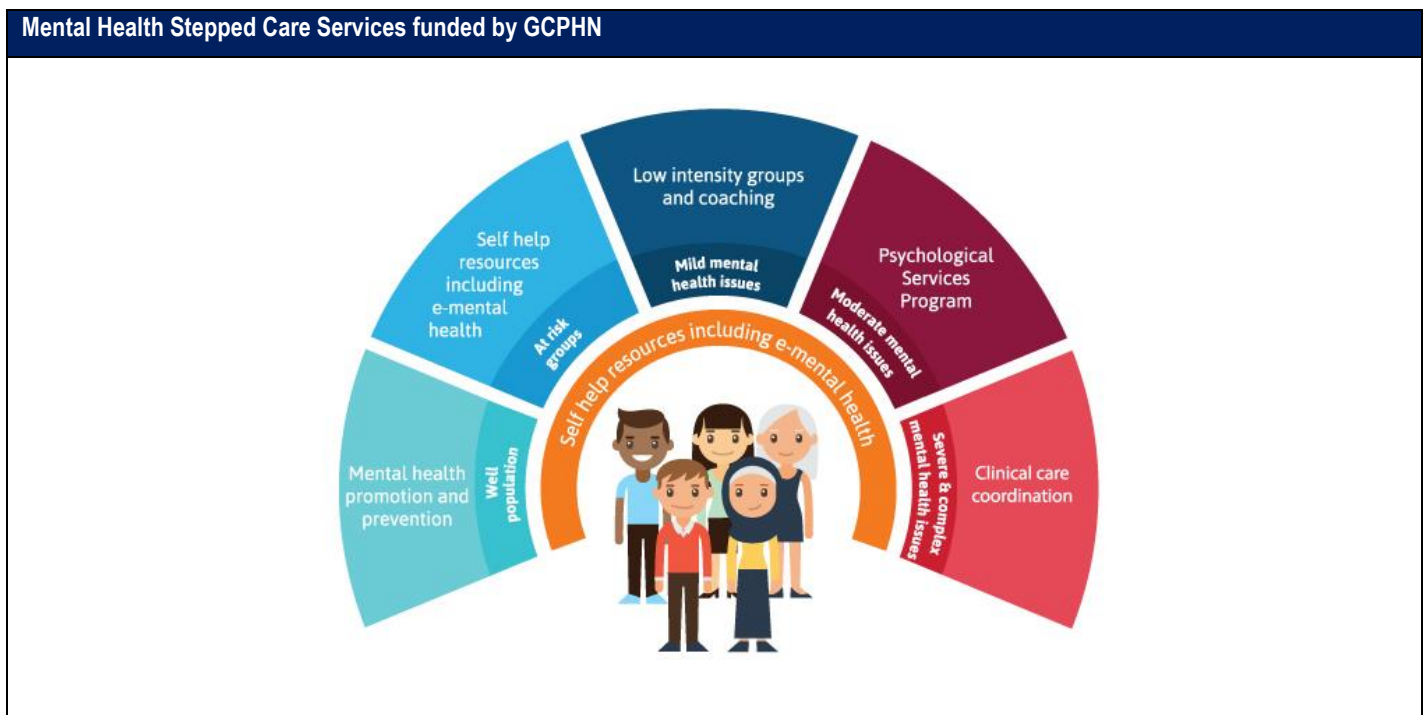 Mental Health Stepped Care Services funded by GCPHN
Mental health
promotion and
prevention
Well
population
Self help
resources
including
e-mental
health
At risk
groups
Low intensity groups
and coaching
Mild mental
health issues
Psychological
Services
Program
Moderate mental
health issues
Clinical care
coordination
Severe & complex
mental health issues
Self help resources including e-mental health